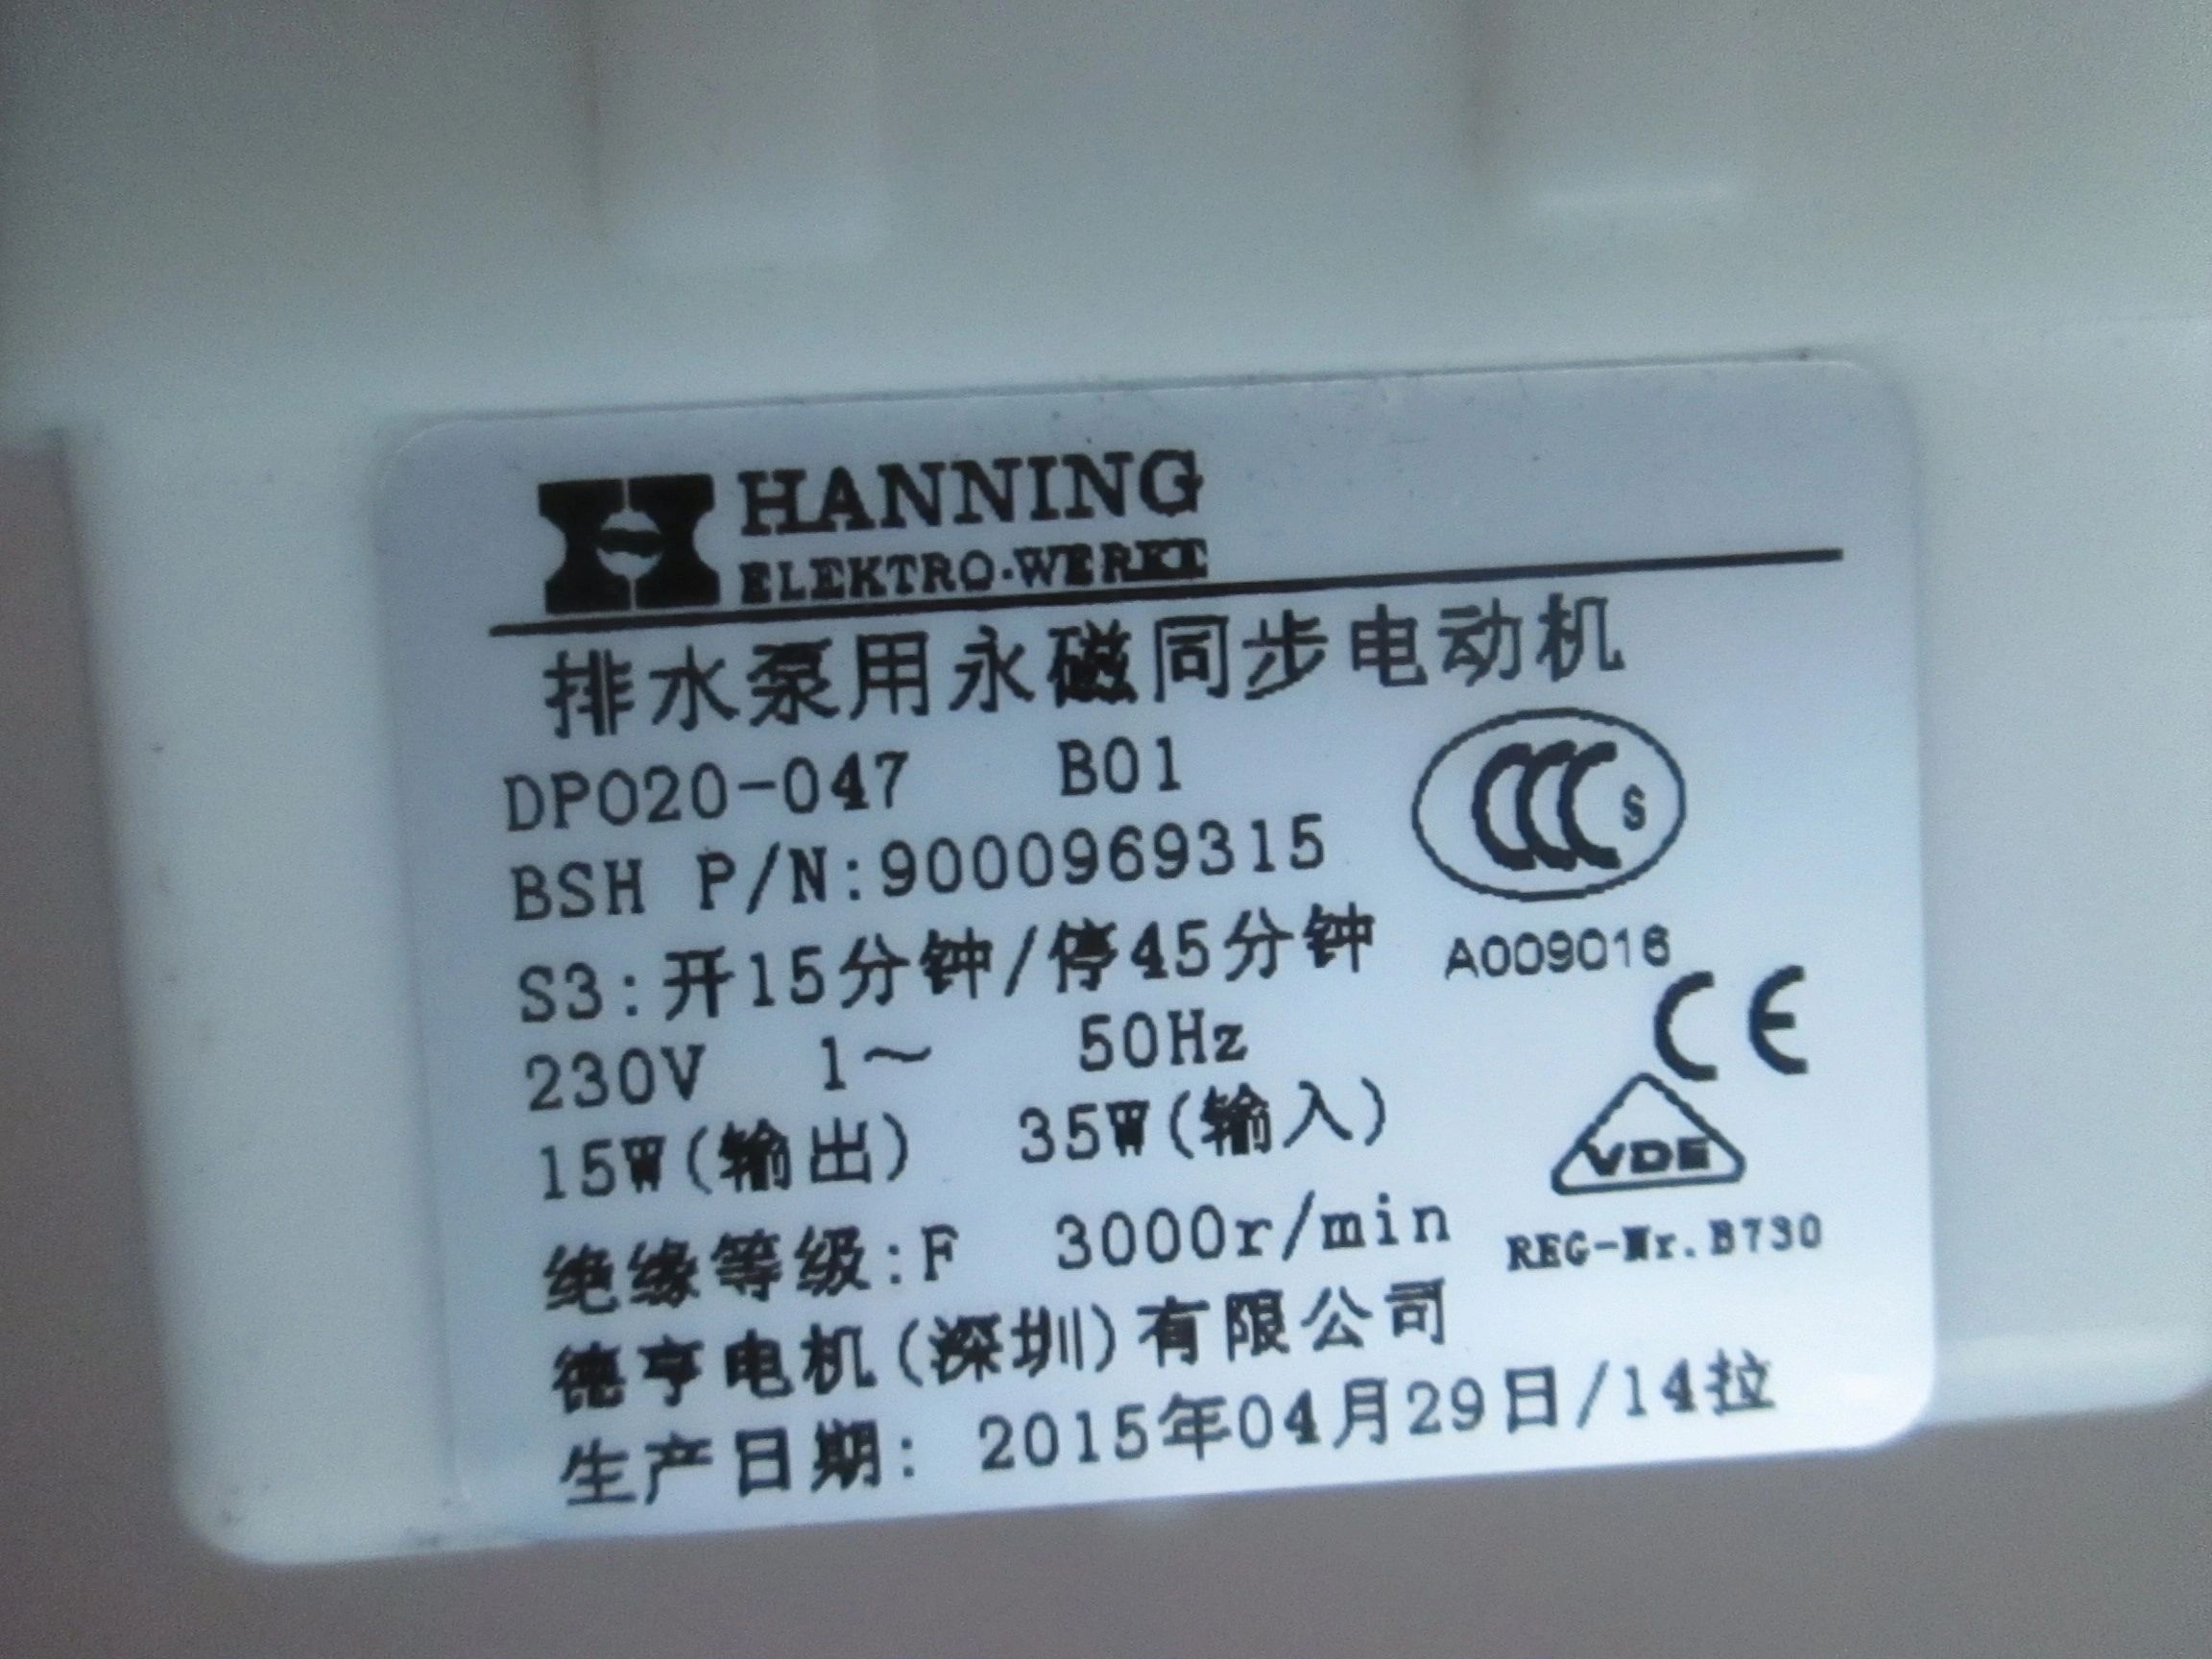 HANNING
ELEKTRO·WERKE
排水泵用永磁同步电动机
DPO20-047 B01
CCC S
BSH P/N:9000969315
A009016
S3:开15分钟/停45分钟
CE
230V 1～ 50Hz
15W(输出) 35W(输入)
VDE
绝缘等级:F 3000r/min
REG-Nr.B730
德亨电机(深圳)有限公司
生产日期: 2015年04月29日/14拉